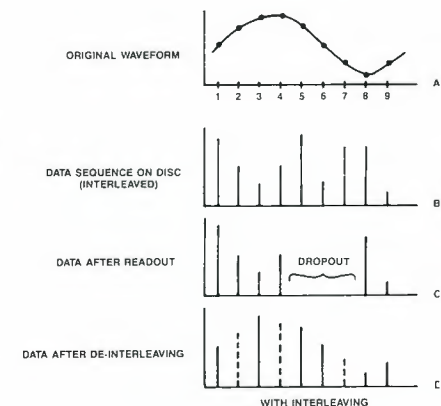 ORIGINAL WAVEFORM
A
1 2 3 4 5 6 7 8 9
DATA SEQUENCE ON DISC
(INTERLEAVED)
B
DATA AFTER READOUT
DROPOUT
C
DATA AFTER DE-INTERLEAVING
D
WITH INTERLEAVING